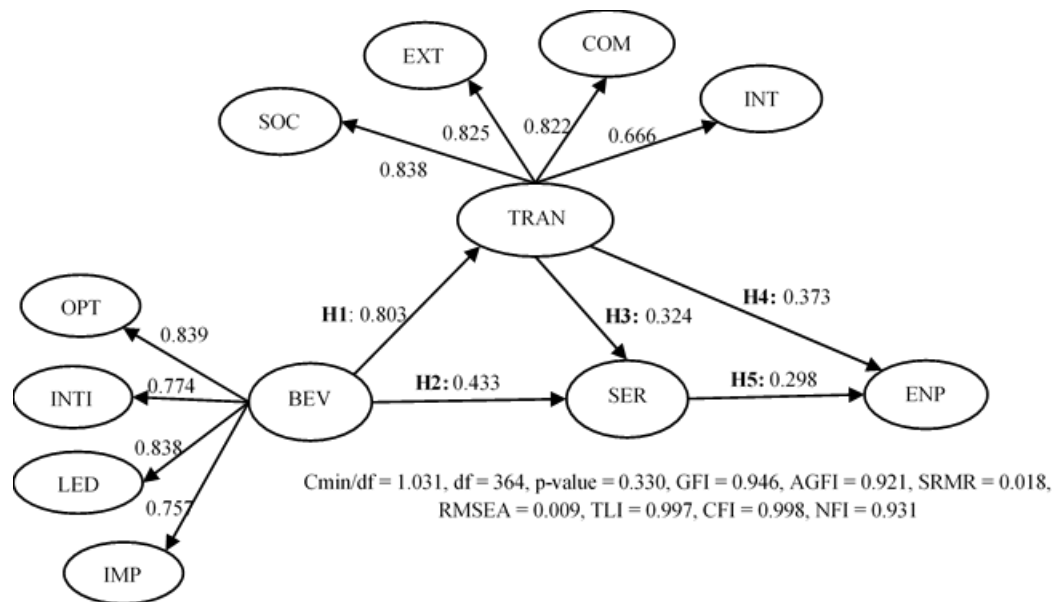 COM
EXT
INT
SOC
0.825
0.822
0.666
0.838
TRAN
OPT
H1: 0.803
H3: 0.324
H4: 0.373
0.839
INTI
0.774
BEV
H2: 0.433
SER
H5: 0.298
ENP
0.838
LED
0.757
IMP
Cmin/df = 1.031, df = 364, p-value = 0.330, GFI = 0.946, AGFI = 0.921, SRMR = 0.018,
RMSEA = 0.009, TLI = 0.997, CFI = 0.998, NFI = 0.931